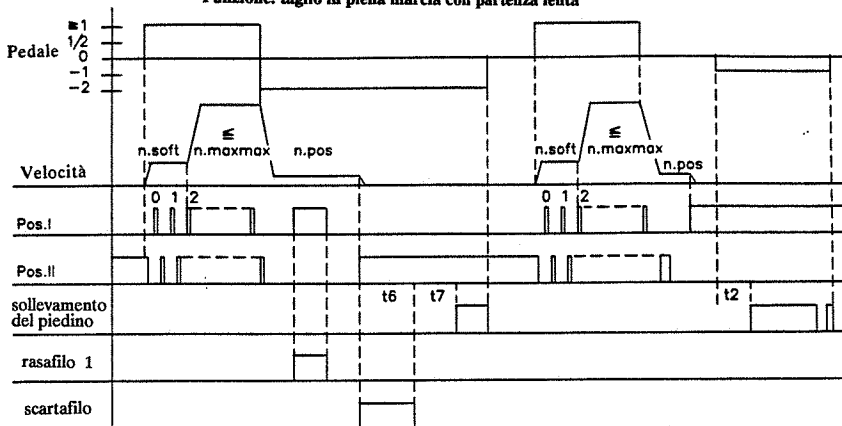 Funzione: taglio in piena marcia con partenza lenta
Pedale
≧1
1/2
0
−1
−2
n.soft
≦
n.maxmax
n.pos
n.soft
≦
n.maxmax
n.pos
Velocità
0 1 2
0 1 2
Pos.I
Pos.II
t6 t7 t2
sollevamento
del piedino
rasafilo 1
scartafilo